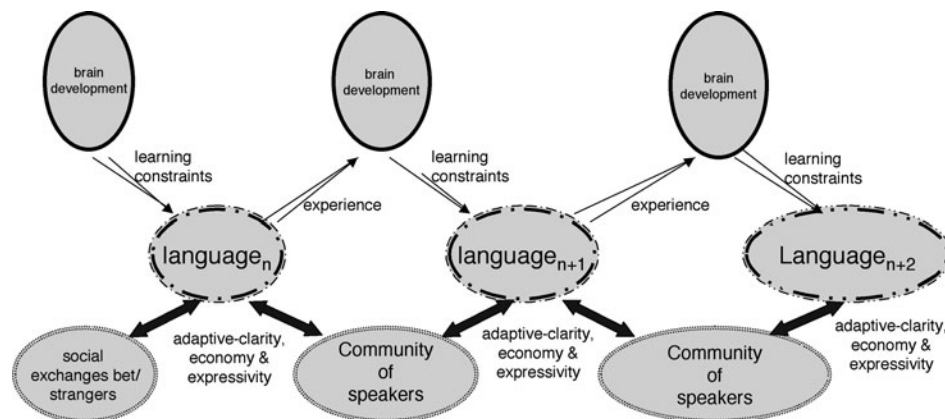 brain
development
brain
development
brain
development
learning
constraints
learning
constraints
learning
constraints
experience
experience
languageₙ
languageₙ₊₁
Languageₙ₊₂
social
exchanges bet/
strangers
adaptive-clarity,
economy &
expressivity
Community
of
speakers
adaptive-clarity,
economy &
expressivity
Community
of
speakers
adaptive-clarity,
economy &
expressivity